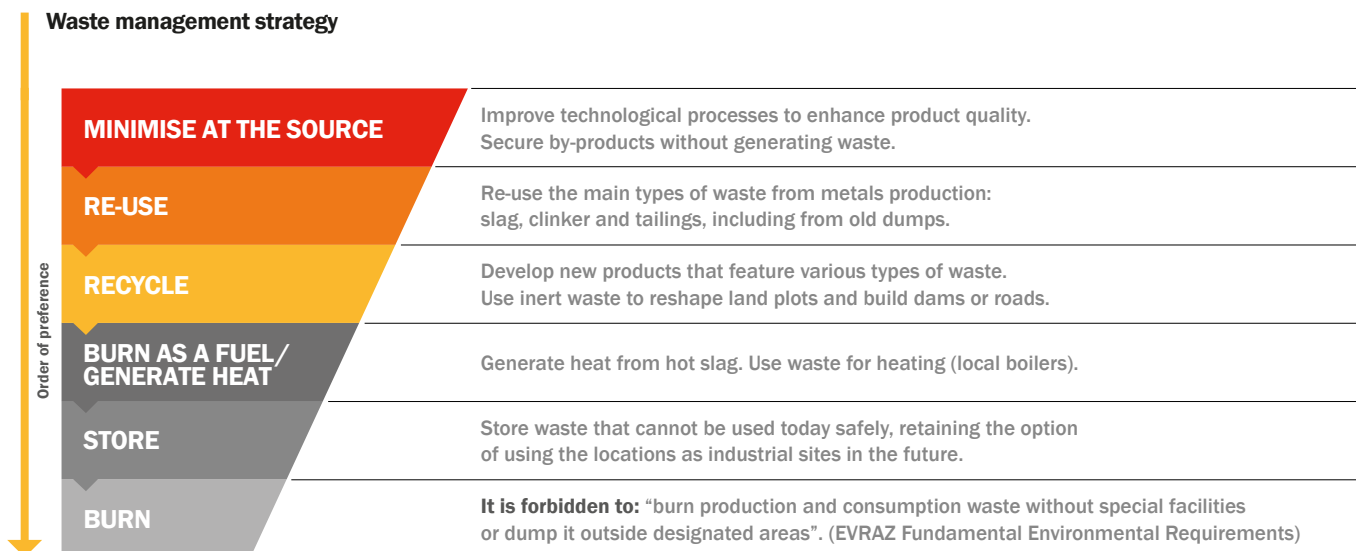 Waste management strategy
Order of preference
MINIMISE AT THE SOURCE
Improve technological processes to enhance product quality.
Secure by-products without generating waste.
RE-USE
Re-use the main types of waste from metals production:
slag, clinker and tailings, including from old dumps.
RECYCLE
Develop new products that feature various types of waste.
Use inert waste to reshape land plots and build dams or roads.
BURN AS A FUEL/
GENERATE HEAT
Generate heat from hot slag. Use waste for heating (local boilers).
STORE
Store waste that cannot be used today safely, retaining the option
of using the locations as industrial sites in the future.
BURN
It is forbidden to: “burn production and consumption waste without special facilities
or dump it outside designated areas”. (EVRAZ Fundamental Environmental Requirements)